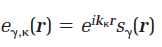 e_{γ,κ}(r) = e^{ik_κ r} s_γ(r)